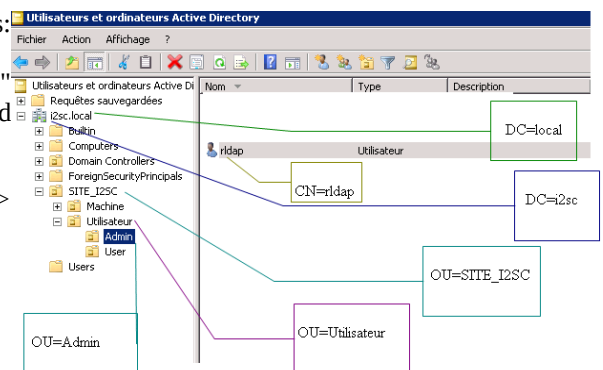 s:
Utilisateurs et ordinateurs Active Directory
Fichier Action Affichage ?
"
Utilisateurs et ordinateurs Active Di
Nom Type Description
Requêtes sauvegardées
d
i2sc.local
Builtin
DC=local
Computers
rldap Utilisateur
Domain Controllers
ForeignSecurityPrincipals
CN=rldap
>
SITE_I2SC
DC=i2sc
Machine
Utilisateur
Admin
User
Users
OU=SITE_I2SC
OU=Utilisateur
OU=Admin